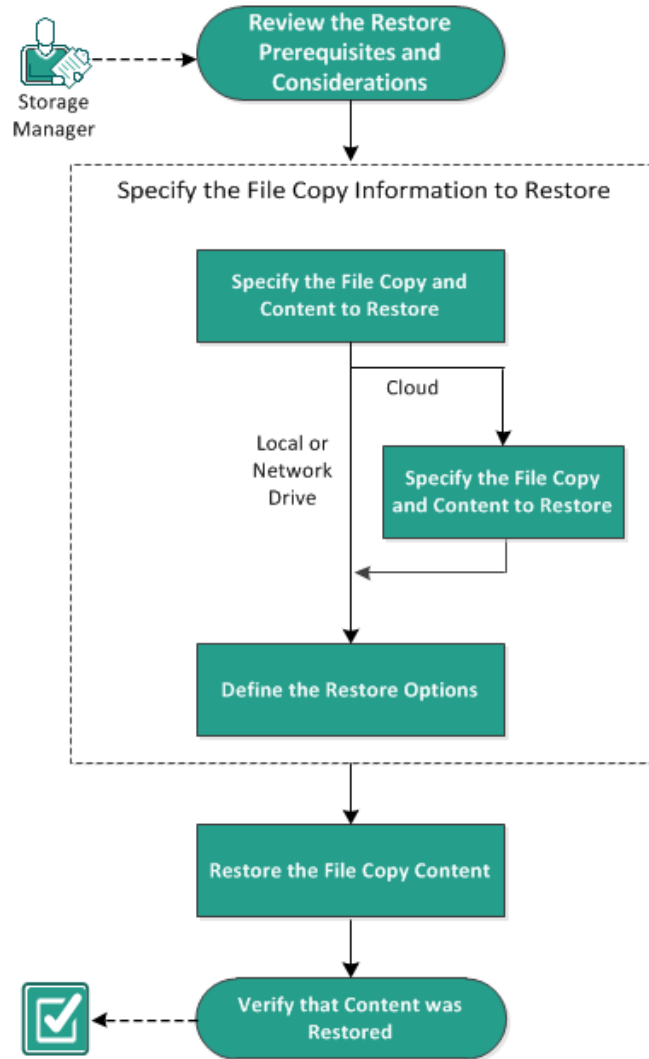 Review the Restore
Prerequisites and
Considerations
Storage
Manager
Specify the File Copy Information to Restore
Specify the File Copy and
Content to Restore
Cloud
Local or
Network
Drive
Specify the File Copy
and Content to Restore
Define the Restore Options
Restore the File Copy Content
Verify that Content was
Restored